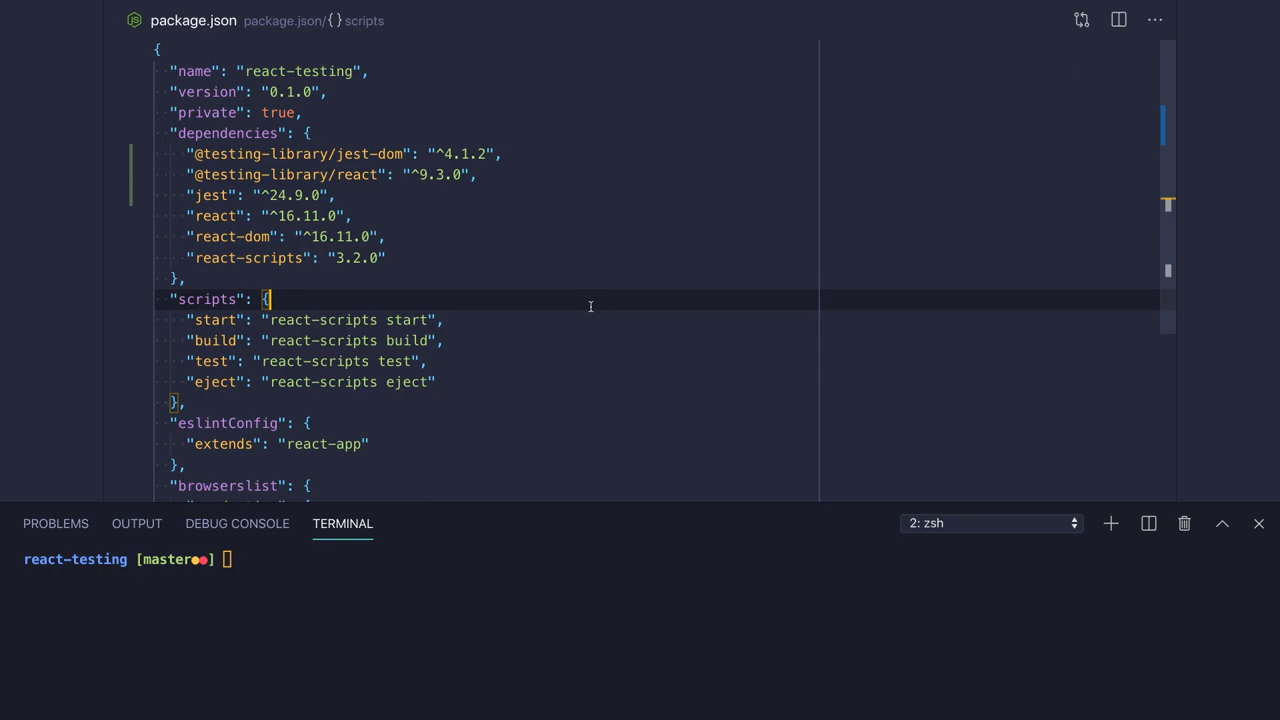 package.json package.json/{ } scripts
{
"name": "react-testing",
"version": "0.1.0",
"private": true,
"dependencies": {
"@testing-library/jest-dom": "^4.1.2",
"@testing-library/react": "^9.3.0",
"jest": "^24.9.0",
"react": "^16.11.0",
"react-dom": "^16.11.0",
"react-scripts": "3.2.0"
},
"scripts": {
"start": "react-scripts start",
"build": "react-scripts build",
"test": "react-scripts test",
"eject": "react-scripts eject"
},
"eslintConfig": {
"extends": "react-app"
},
"browserslist": {
PROBLEMS OUTPUT DEBUG CONSOLE TERMINAL 2: zsh
react-testing [master●●]